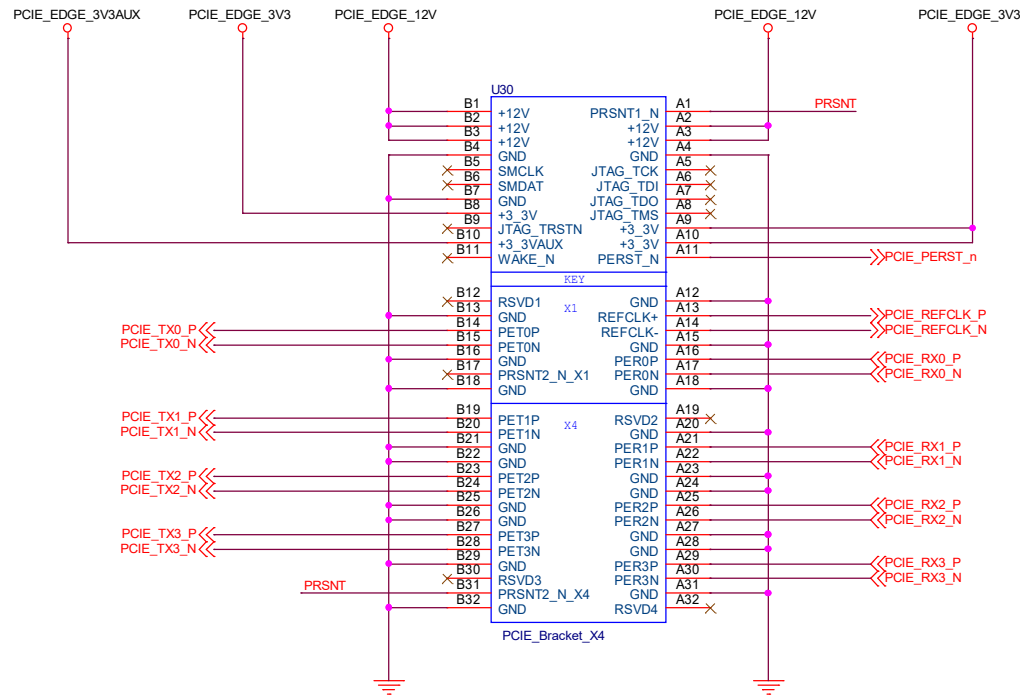 PCIE_EDGE_3V3AUX PCIE_EDGE_3V3 PCIE_EDGE_12V PCIE_EDGE_12V PCIE_EDGE_3V3
U30
B1 +12V PRSNT1_N A1 PRSNT
B2 +12V +12V A2
B3 +12V +12V A3
B4 GND GND A4
B5 SMCLK JTAG_TCK A5
B6 SMDAT JTAG_TDI A6
B7 GND JTAG_TDO A7
B8 +3_3V JTAG_TMS A8
B9 JTAG_TRSTN +3_3V A9
B10 +3_3VAUX +3_3V A10
B11 WAKE_N PERST_N A11 PCIE_PERST_n
KEY
B12 RSVD1 X1 GND A12
B13 GND REFCLK+ A13 PCIE_REFCLK_P
PCIE_TX0_P B14 PET0P REFCLK- A14 PCIE_REFCLK_N
PCIE_TX0_N B15 PET0N GND A15
B16 GND PER0P A16 PCIE_RX0_P
B17 PRSNT2_N_X1 PER0N A17 PCIE_RX0_N
B18 GND GND A18
PCIE_TX1_P B19 PET1P X4 RSVD2 A19
PCIE_TX1_N B20 PET1N GND A20
B21 GND PER1P A21 PCIE_RX1_P
B22 GND PER1N A22 PCIE_RX1_N
PCIE_TX2_P B23 PET2P GND A23
PCIE_TX2_N B24 PET2N GND A24
B25 GND PER2P A25 PCIE_RX2_P
B26 GND PER2N A26 PCIE_RX2_N
PCIE_TX3_P B27 PET3P GND A27
PCIE_TX3_N B28 PET3N GND A28
B29 GND PER3P A29 PCIE_RX3_P
B30 RSVD3 PER3N A30 PCIE_RX3_N
PRSNT B31 PRSNT2_N_X4 GND A31
B32 GND RSVD4 A32
PCIE_Bracket_X4